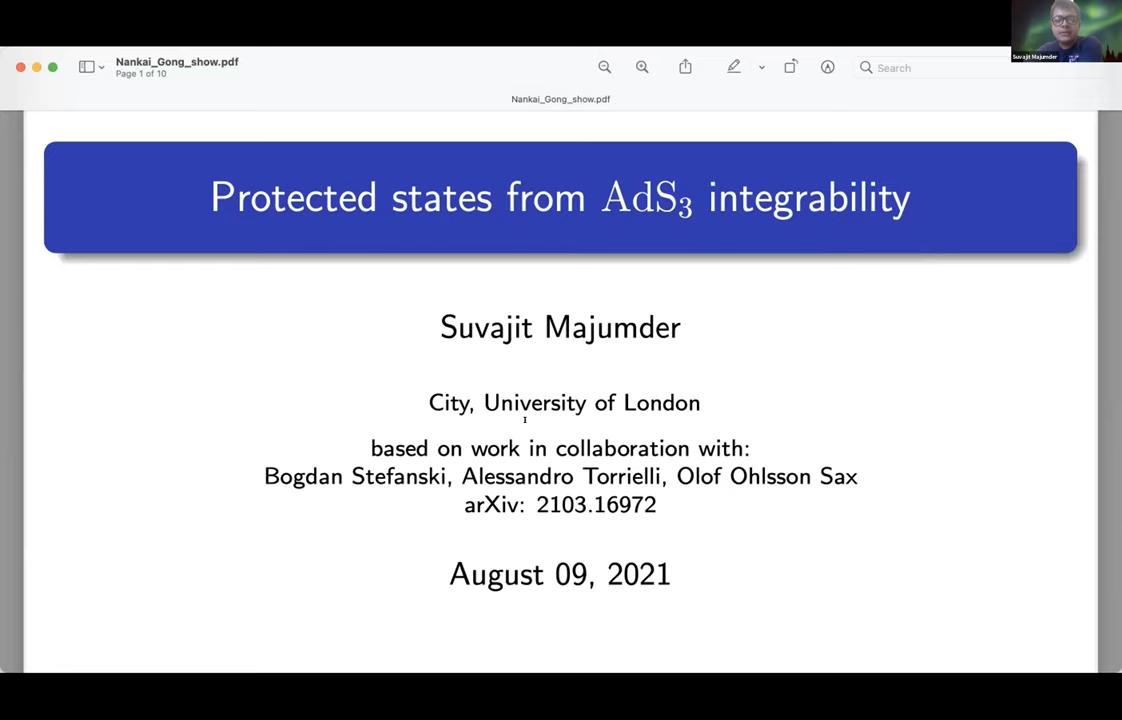 Suvajit Majumder
Nankai_Gong_show.pdf
Page 1 of 10
Search
Nankai_Gong_show.pdf
Protected states from AdS₃ integrability
Suvajit Majumder
City, University of London
based on work in collaboration with:
Bogdan Stefanski, Alessandro Torrielli, Olof Ohlsson Sax
arXiv: 2103.16972
August 09, 2021